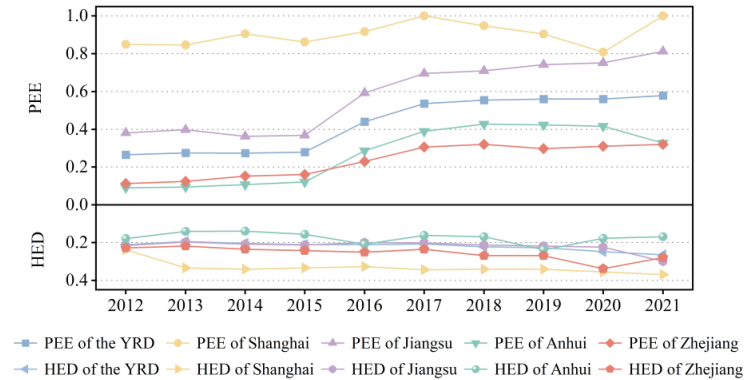 1.0
0.8
PEE
0.6
0.4
0.2
0.0
HED
0.2
0.4
2012 2013 2014 2015 2016 2017 2018 2019 2020 2021
PEE of the YRD PEE of Shanghai PEE of Jiangsu PEE of Anhui PEE of Zhejiang
HED of the YRD HED of Shanghai HED of Jiangsu HED of Anhui HED of Zhejiang